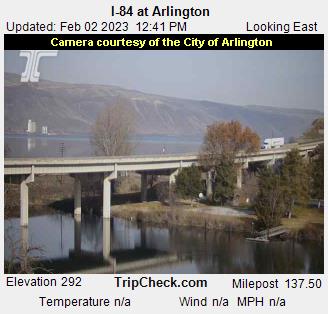 I-84 at Arlington
Updated: Feb 02 2023 12:41 PM Looking East
Camera courtesy of the City of Arlington
Elevation 292 TripCheck.com Milepost 137.50
Temperature n/a Wind n/a MPH n/a